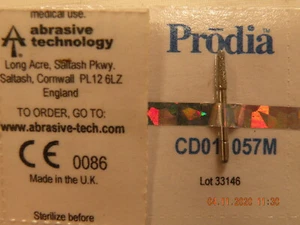 medical use.
abrasive
technology
Long Acre, Saltash Pkwy.
Saltash, Cornwall PL12 6LZ
England
TO ORDER, GO TO:
www.abrasive-tech.com
CE 0086
Made in the U.K.
Sterilize before
Prodia™
CD01 057M
Lot 33146